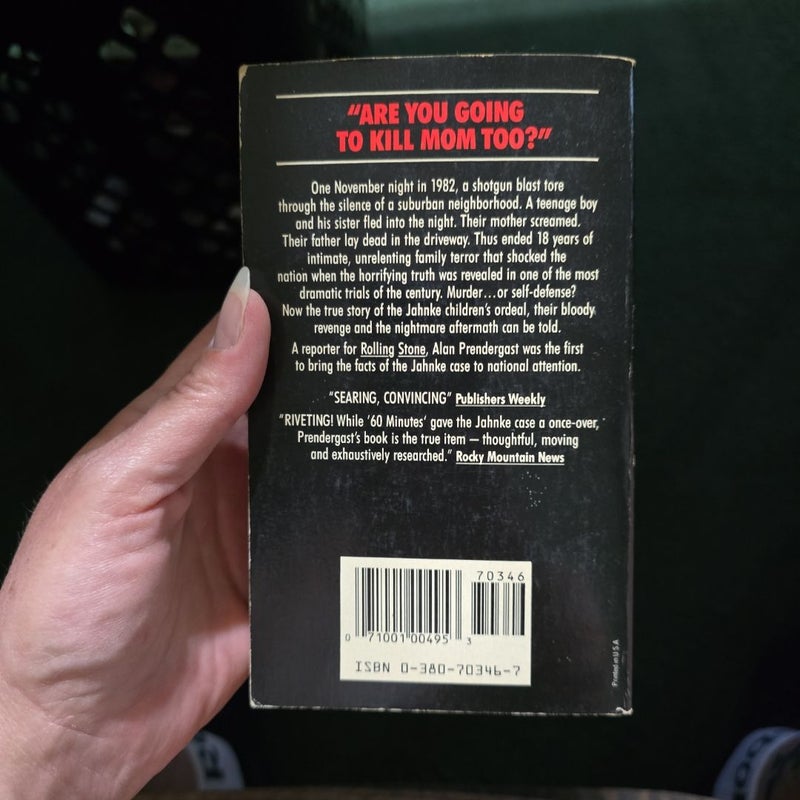 “ARE YOU GOING
TO KILL MOM TOO?”
One November night in 1982, a shotgun blast tore
through the silence of a suburban neighborhood. A teenage boy
and his sister fled into the night. Their mother screamed.
Their father lay dead in the driveway. Thus ended 18 years of
intimate, unrelenting family terror that shocked the
nation when the horrifying truth was revealed in one of the most
dramatic trials of the century. Murder...or self-defense?
Now the true story of the Jahnke children's ordeal, their bloody
revenge and the nightmare aftermath can be told.
A reporter for Rolling Stone, Alan Prendergast was the first
to bring the facts of the Jahnke case to national attention.
“SEARING, CONVINCING” Publishers Weekly
“RIVETING! While ‘60 Minutes’ gave the Jahnke case a once-over,
Prendergast's book is the true item — thoughtful, moving
and exhaustively researched.” Rocky Mountain News
70346
0 71001 00495 3
ISBN 0-380-70346-7
Printed in U.S.A